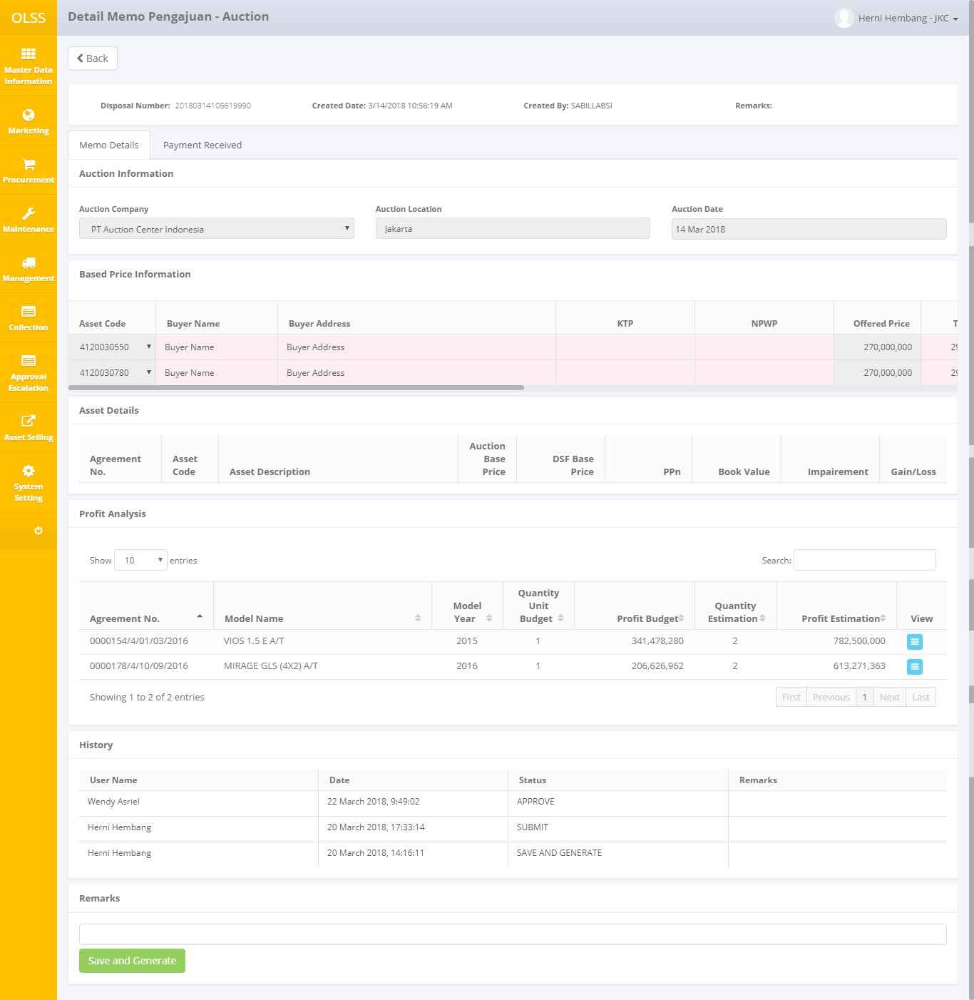 OLSS
Detail Memo Pengajuan - Auction
Herni Hembang - JKC
Master Data
Information
Marketing
Procurement
Maintenance
Management
Collection
Approval
Escalation
Asset Selling
System
Setting
Back
Disposal Number: 20180314105619990 Created Date: 3/14/2018 10:56:19 AM Created By: SABILLABSI Remarks:
Memo Details Payment Received
Auction Information
Auction Company Auction Location Auction Date
PT Auction Center Indonesia Jakarta 14 Mar 2018
Based Price Information
Asset Code Buyer Name Buyer Address KTP NPWP Offered Price T
4120030550 Buyer Name Buyer Address 270,000,000 29
4120030780 Buyer Name Buyer Address 270,000,000 29
Asset Details
Agreement No. Asset Code Asset Description Auction Base Price DSF Base Price PPn Book Value Impairement Gain/Loss
Profit Analysis
Show 10 entries Search:
Agreement No. Model Name Model Year Quantity Unit Budget Profit Budget Quantity Estimation Profit Estimation View
0000154/4/01/03/2016 VIOS 1.5 E A/T 2015 1 341,478,280 2 782,500,000
0000178/4/10/09/2016 MIRAGE GLS (4X2) A/T 2016 1 206,626,962 2 613,271,363
Showing 1 to 2 of 2 entries First Previous 1 Next Last
History
User Name Date Status Remarks
Wendy Asriel 22 March 2018, 9:49:02 APPROVE
Herni Hembang 20 March 2018, 17:33:14 SUBMIT
Herni Hembang 20 March 2018, 14:16:11 SAVE AND GENERATE
Remarks
Save and Generate